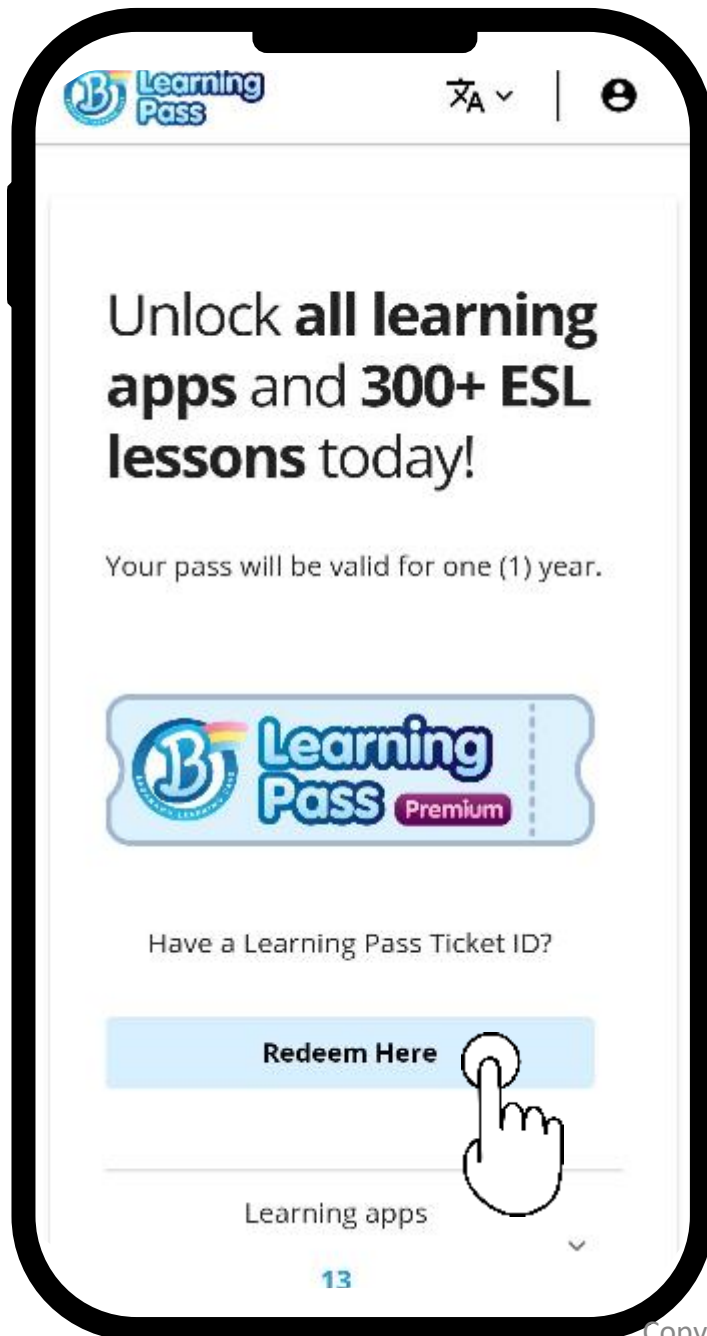 Learning
Pass
Unlock all learning
apps and 300+ ESL
lessons today!
Your pass will be valid for one (1) year.
B Learning
Pass Premium
Have a Learning Pass Ticket ID?
Redeem Here
Learning apps
13
Copy